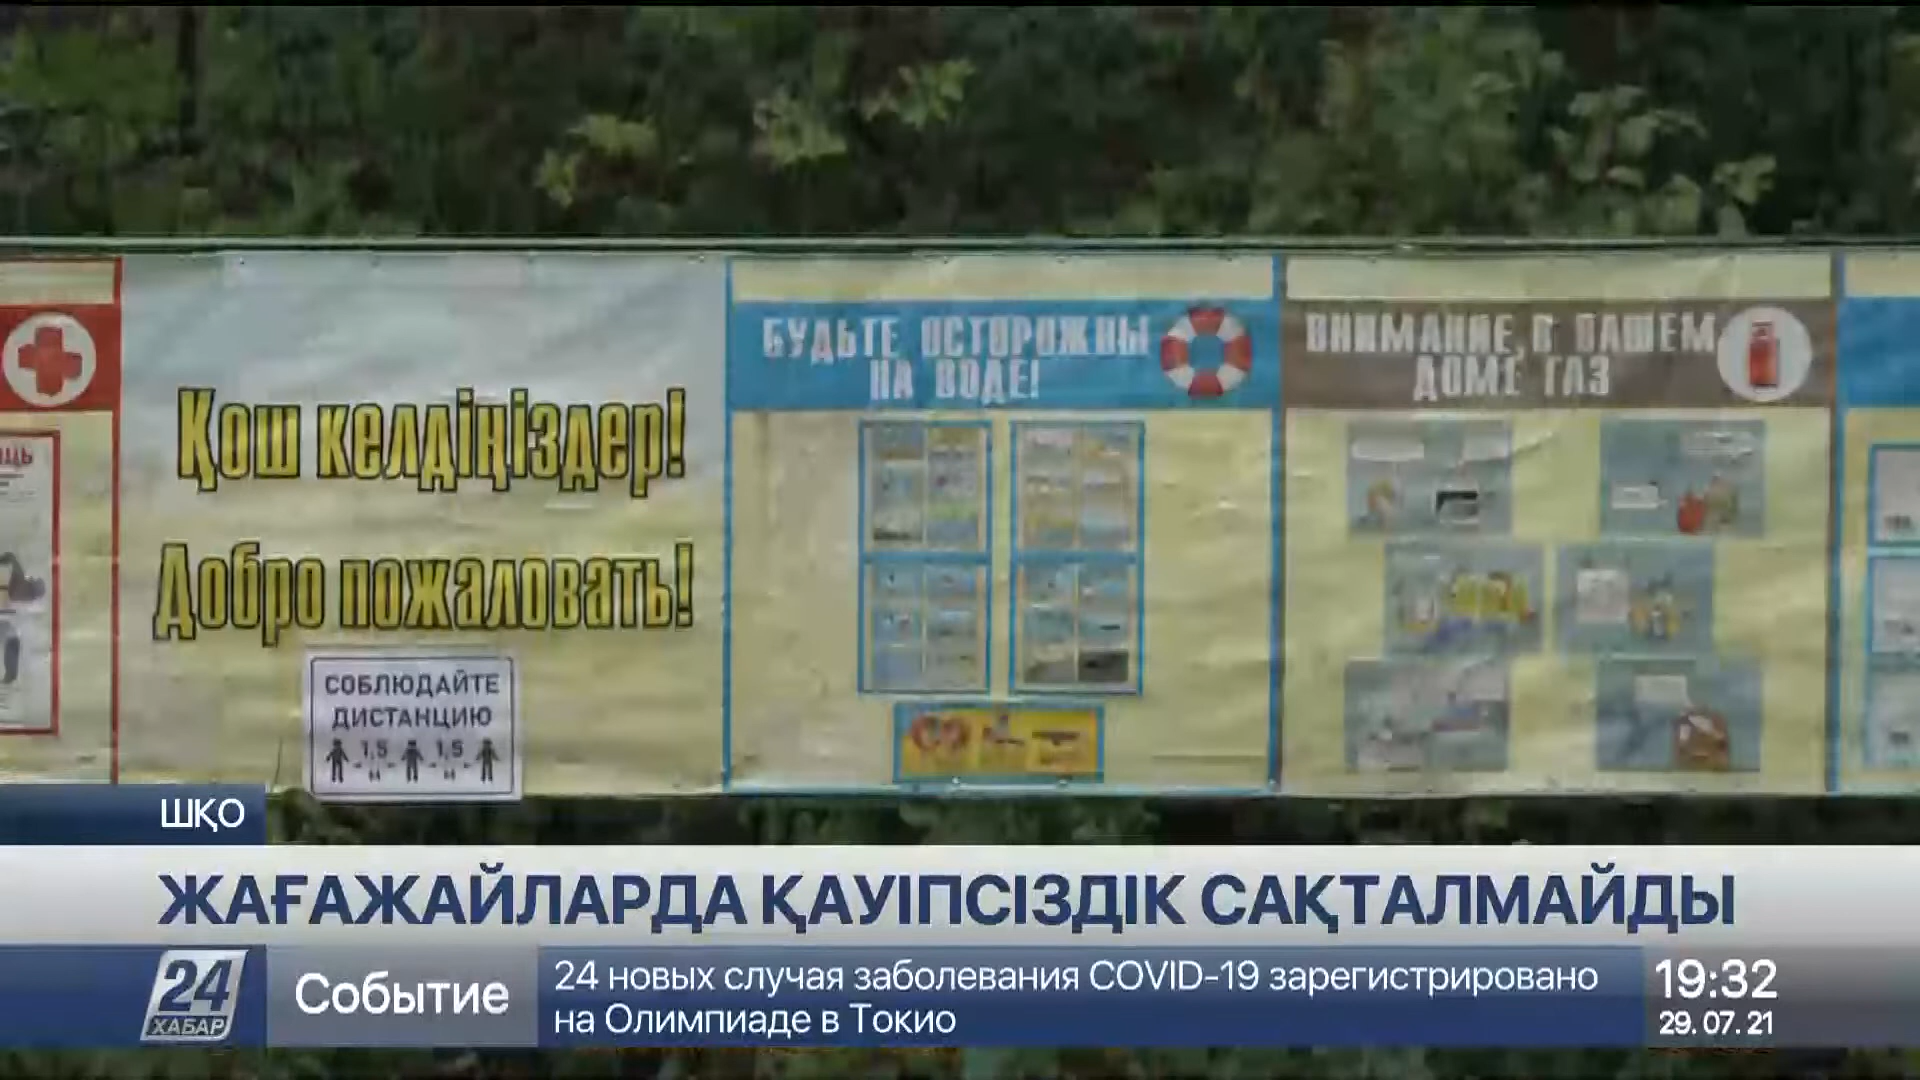 Қош келдіңіздер!
Добро пожаловать!
СОБЛЮДАЙТЕ
ДИСТАНЦИЮ
1,5 1,5
БУДЬТЕ ОСТОРОЖНЫ
НА ВОДЕ!
ВНИМАНИЕ, В ВАШЕМ
ДОМЕ ГАЗ
ШҚО
ЖАҒАЖАЙЛАРДА ҚАУІПСІЗДІК САҚТАЛМАЙДЫ
24
ХАБАР
Событие
24 новых случая заболевания COVID-19 зарегистрировано
на Олимпиаде в Токио
19:32
29. 07. 21